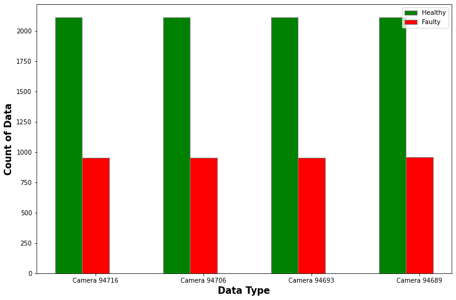 Healthy
Faulty
2000
1750
1500
1250
1000
750
500
250
0
Count of Data
Camera 94716 Camera 94706 Camera 94693 Camera 94689
Data Type